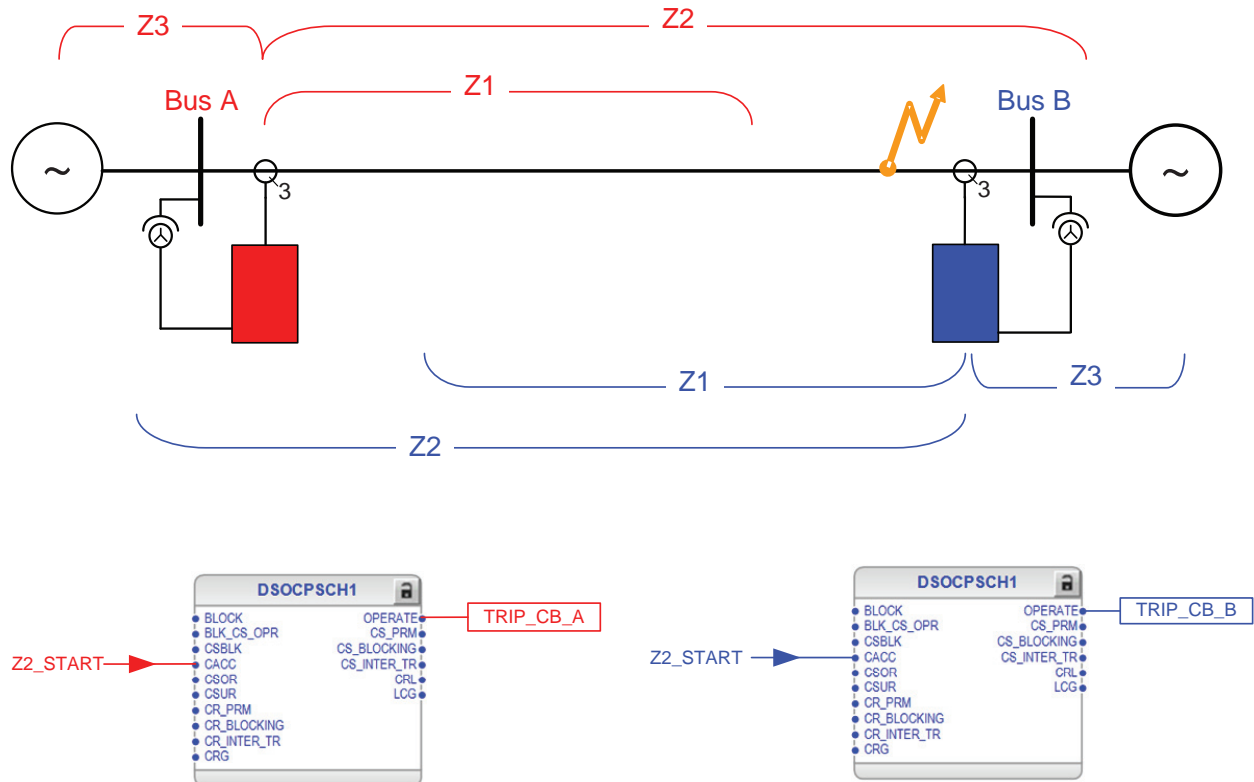 Z3
Z2
Z1
Bus A
Bus B
~
3
3
~
Z1
Z3
Z2
DSOCPSCH1
BLOCK OPERATE
BLK_CS_OPR CS_PRM
CSBLK CS_BLOCKING
CACC CS_INTER_TR
CSOR CRL
CSUR LCG
CR_PRM
CR_BLOCKING
CR_INTER_TR
CRG
Z2_START
TRIP_CB_A
DSOCPSCH1
BLOCK OPERATE
BLK_CS_OPR CS_PRM
CSBLK CS_BLOCKING
CACC CS_INTER_TR
CSOR CRL
CSUR LCG
CR_PRM
CR_BLOCKING
CR_INTER_TR
CRG
Z2_START
TRIP_CB_B